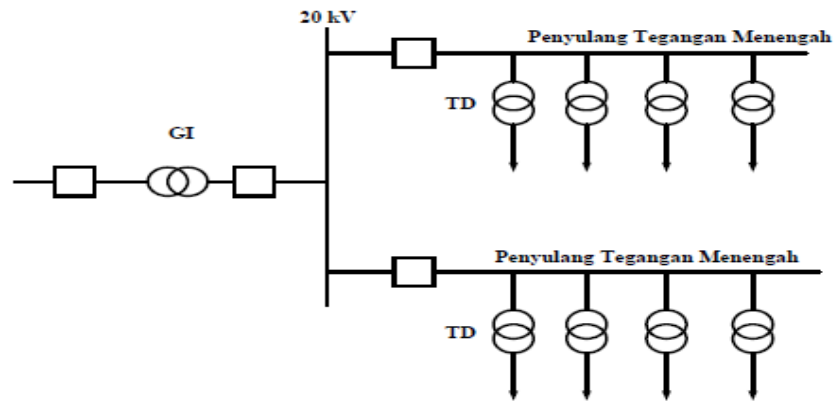 20 kV
Penyulang Tegangan Menengah
TD
GI
Penyulang Tegangan Menengah
TD